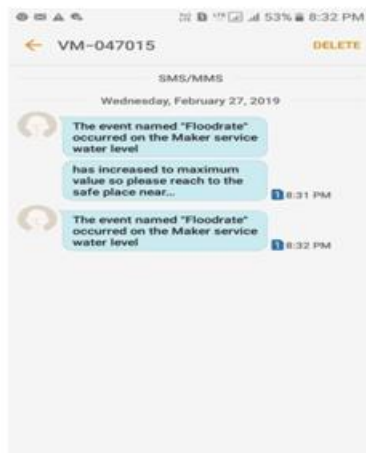 53% 8:32 PM
VM-047015
DELETE
SMS/MMS
Wednesday, February 27, 2019
The event named "Floodrate"
occurred on the Maker service
water level
has increased to maximum
value so please reach to the
safe place near...
1 8:31 PM
The event named "Floodrate"
occurred on the Maker service
water level
1 8:32 PM